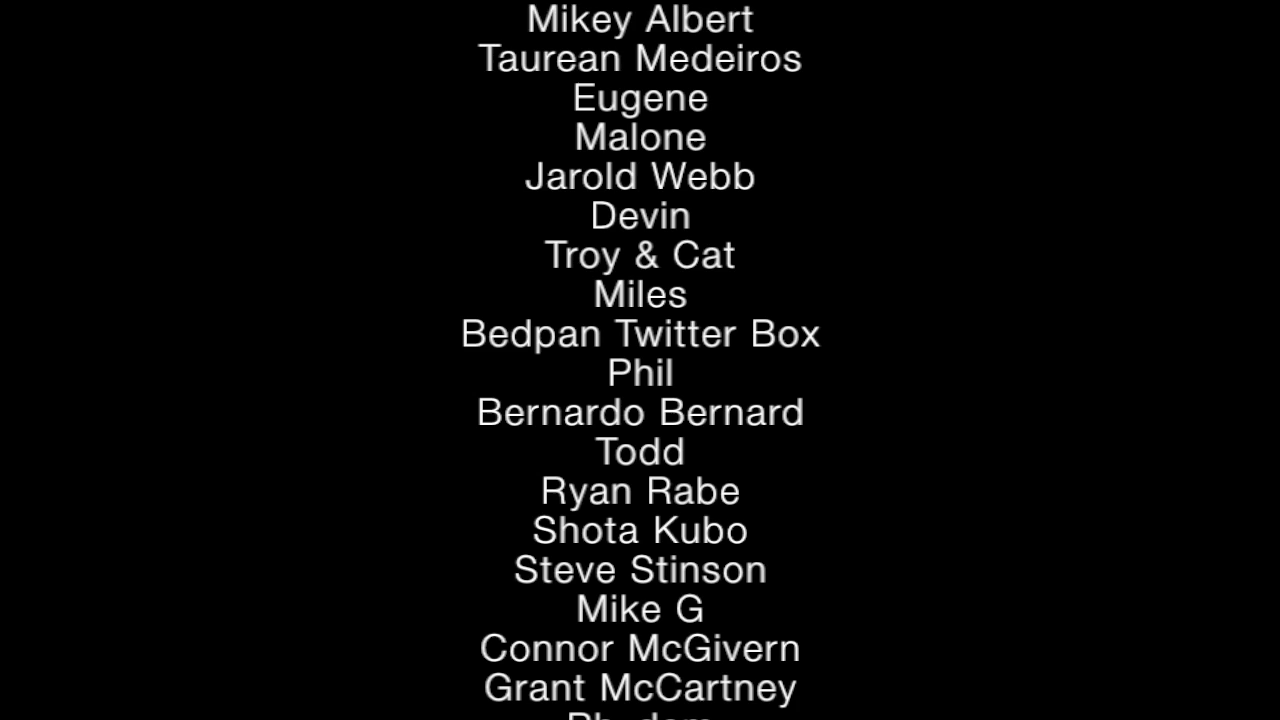 Mikey Albert
Taurean Medeiros
Eugene
Malone
Jarold Webb
Devin
Troy & Cat
Miles
Bedpan Twitter Box
Phil
Bernardo Bernard
Todd
Ryan Rabe
Shota Kubo
Steve Stinson
Mike G
Connor McGivern
Grant McCartney